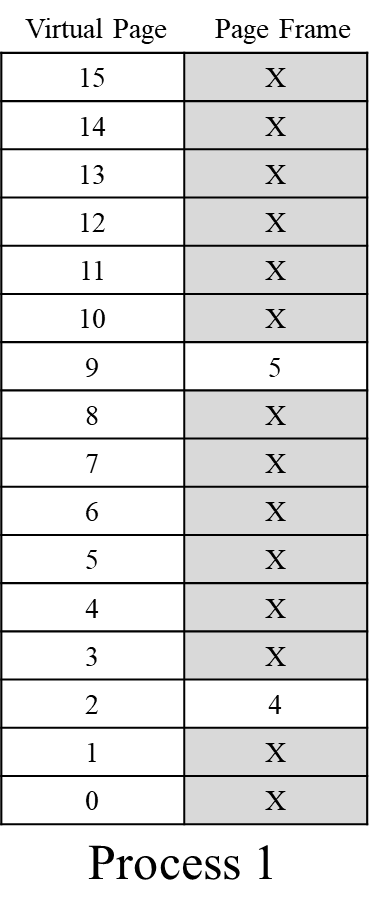 Virtual Page Page Frame
15 X
14 X
13 X
12 X
11 X
10 X
9 5
8 X
7 X
6 X
5 X
4 X
3 X
2 4
1 X
0 X
Process 1